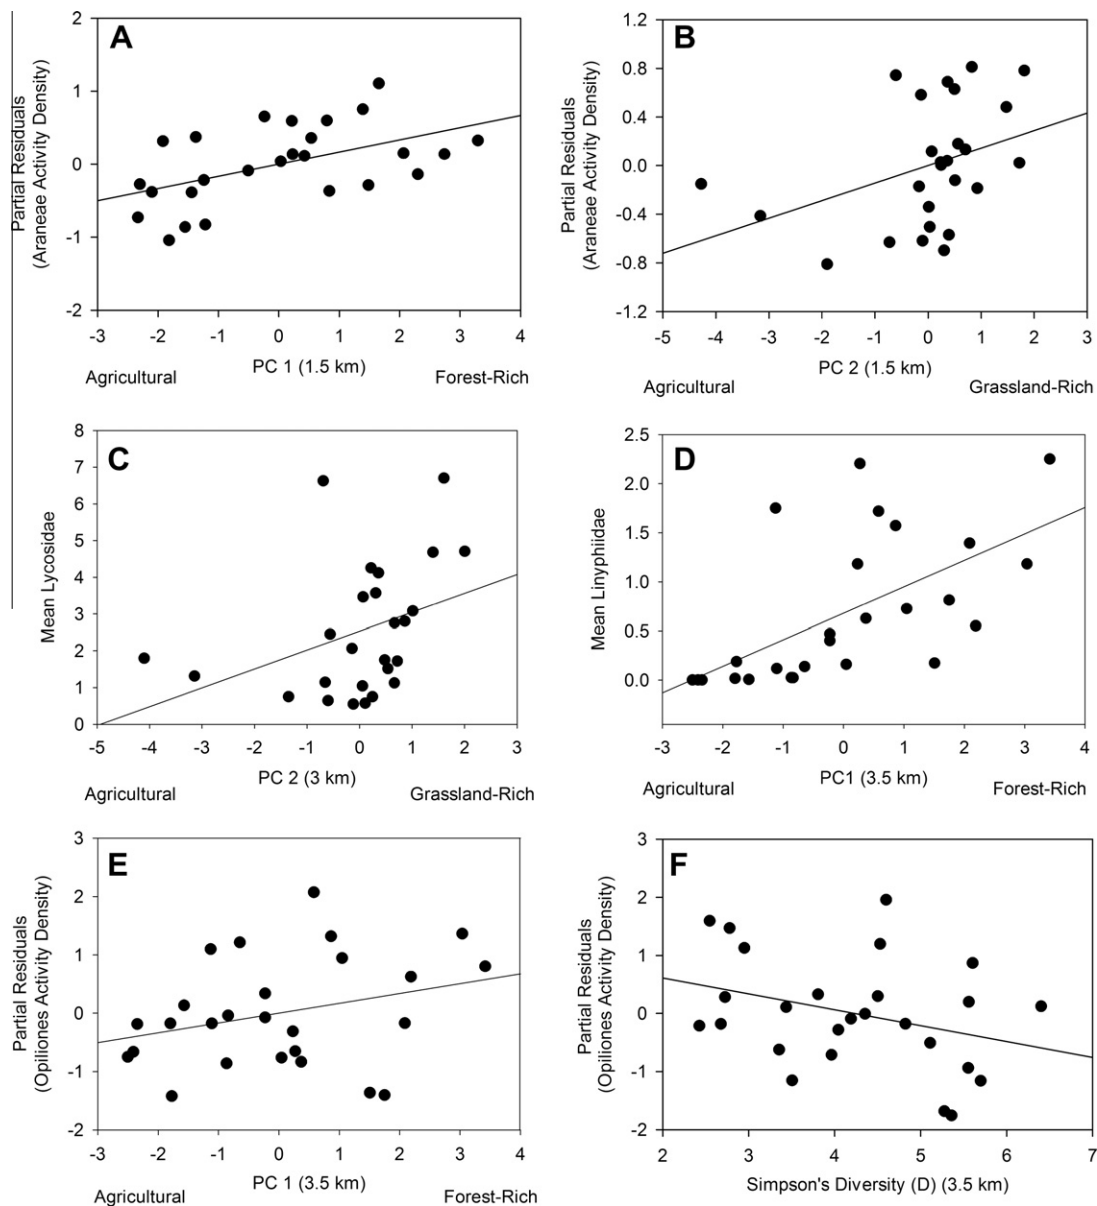 A
Partial Residuals
(Araneae Activity Density)
2
1
0
-1
-2
-3 -2 -1 0 1 2 3 4
PC 1 (1.5 km)
Agricultural Forest-Rich
B
Partial Residuals
(Araneae Activity Density)
1.2
0.8
0.4
0.0
-0.4
-0.8
-1.2
-5 -4 -3 -2 -1 0 1 2 3
PC 2 (1.5 km)
Agricultural Grassland-Rich
C
Mean Lycosidae
8
7
6
5
4
3
2
1
0
-5 -4 -3 -2 -1 0 1 2 3
PC 2 (3 km)
Agricultural Grassland-Rich
D
Mean Linyphiidae
2.5
2.0
1.5
1.0
0.5
0.0
-3 -2 -1 0 1 2 3 4
PC1 (3.5 km)
Agricultural Forest-Rich
E
Partial Residuals
(Opiliones Activity Density)
3
2
1
0
-1
-2
-3 -2 -1 0 1 2 3 4
PC 1 (3.5 km)
Agricultural Forest-Rich
F
Partial Residuals
(Opiliones Activity Density)
3
2
1
0
-1
-2
2 3 4 5 6 7
Simpson's Diversity (D) (3.5 km)